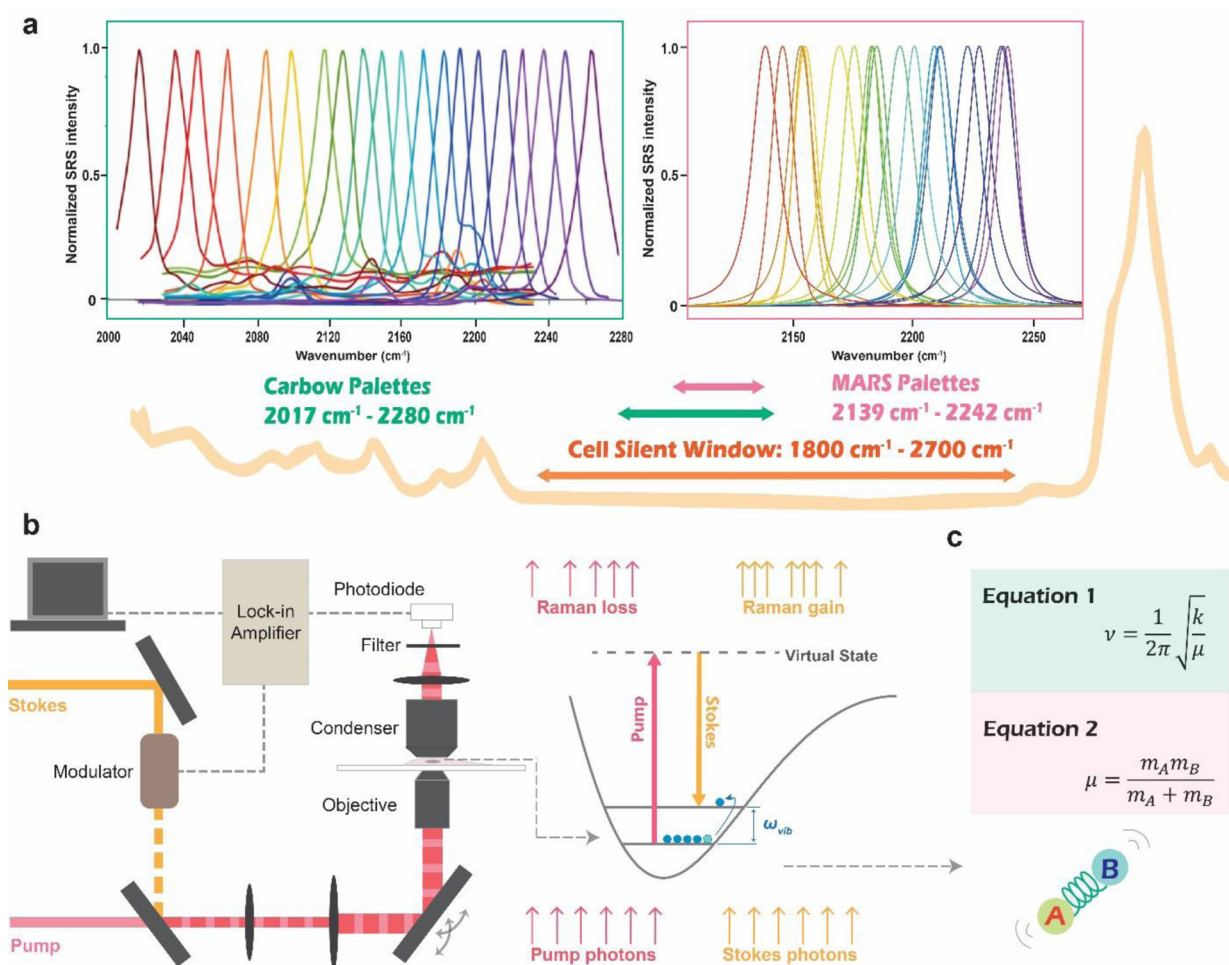 a
1.0
0.5
0
Normalized SRS intensity
2000 2040 2080 2120 2160 2200 2240 2280
Wavenumber (cm⁻¹)
1.0
0.5
0
Normalized SRS intensity
2150 2200 2250
Wavenumber (cm⁻¹)
Carbow Palettes
2017 cm⁻¹ - 2280 cm⁻¹
MARS Palettes
2139 cm⁻¹ - 2242 cm⁻¹
Cell Silent Window: 1800 cm⁻¹ - 2700 cm⁻¹
b
Lock-in
Amplifier
Photodiode
Filter
Stokes
Condenser
Modulator
Objective
Pump
Raman loss
Raman gain
Virtual State
Pump
Stokes
ω_vib
Pump photons
Stokes photons
c
Equation 1
ν = 1/2π √k/μ
Equation 2
μ = m_A m_B / m_A + m_B
B
A